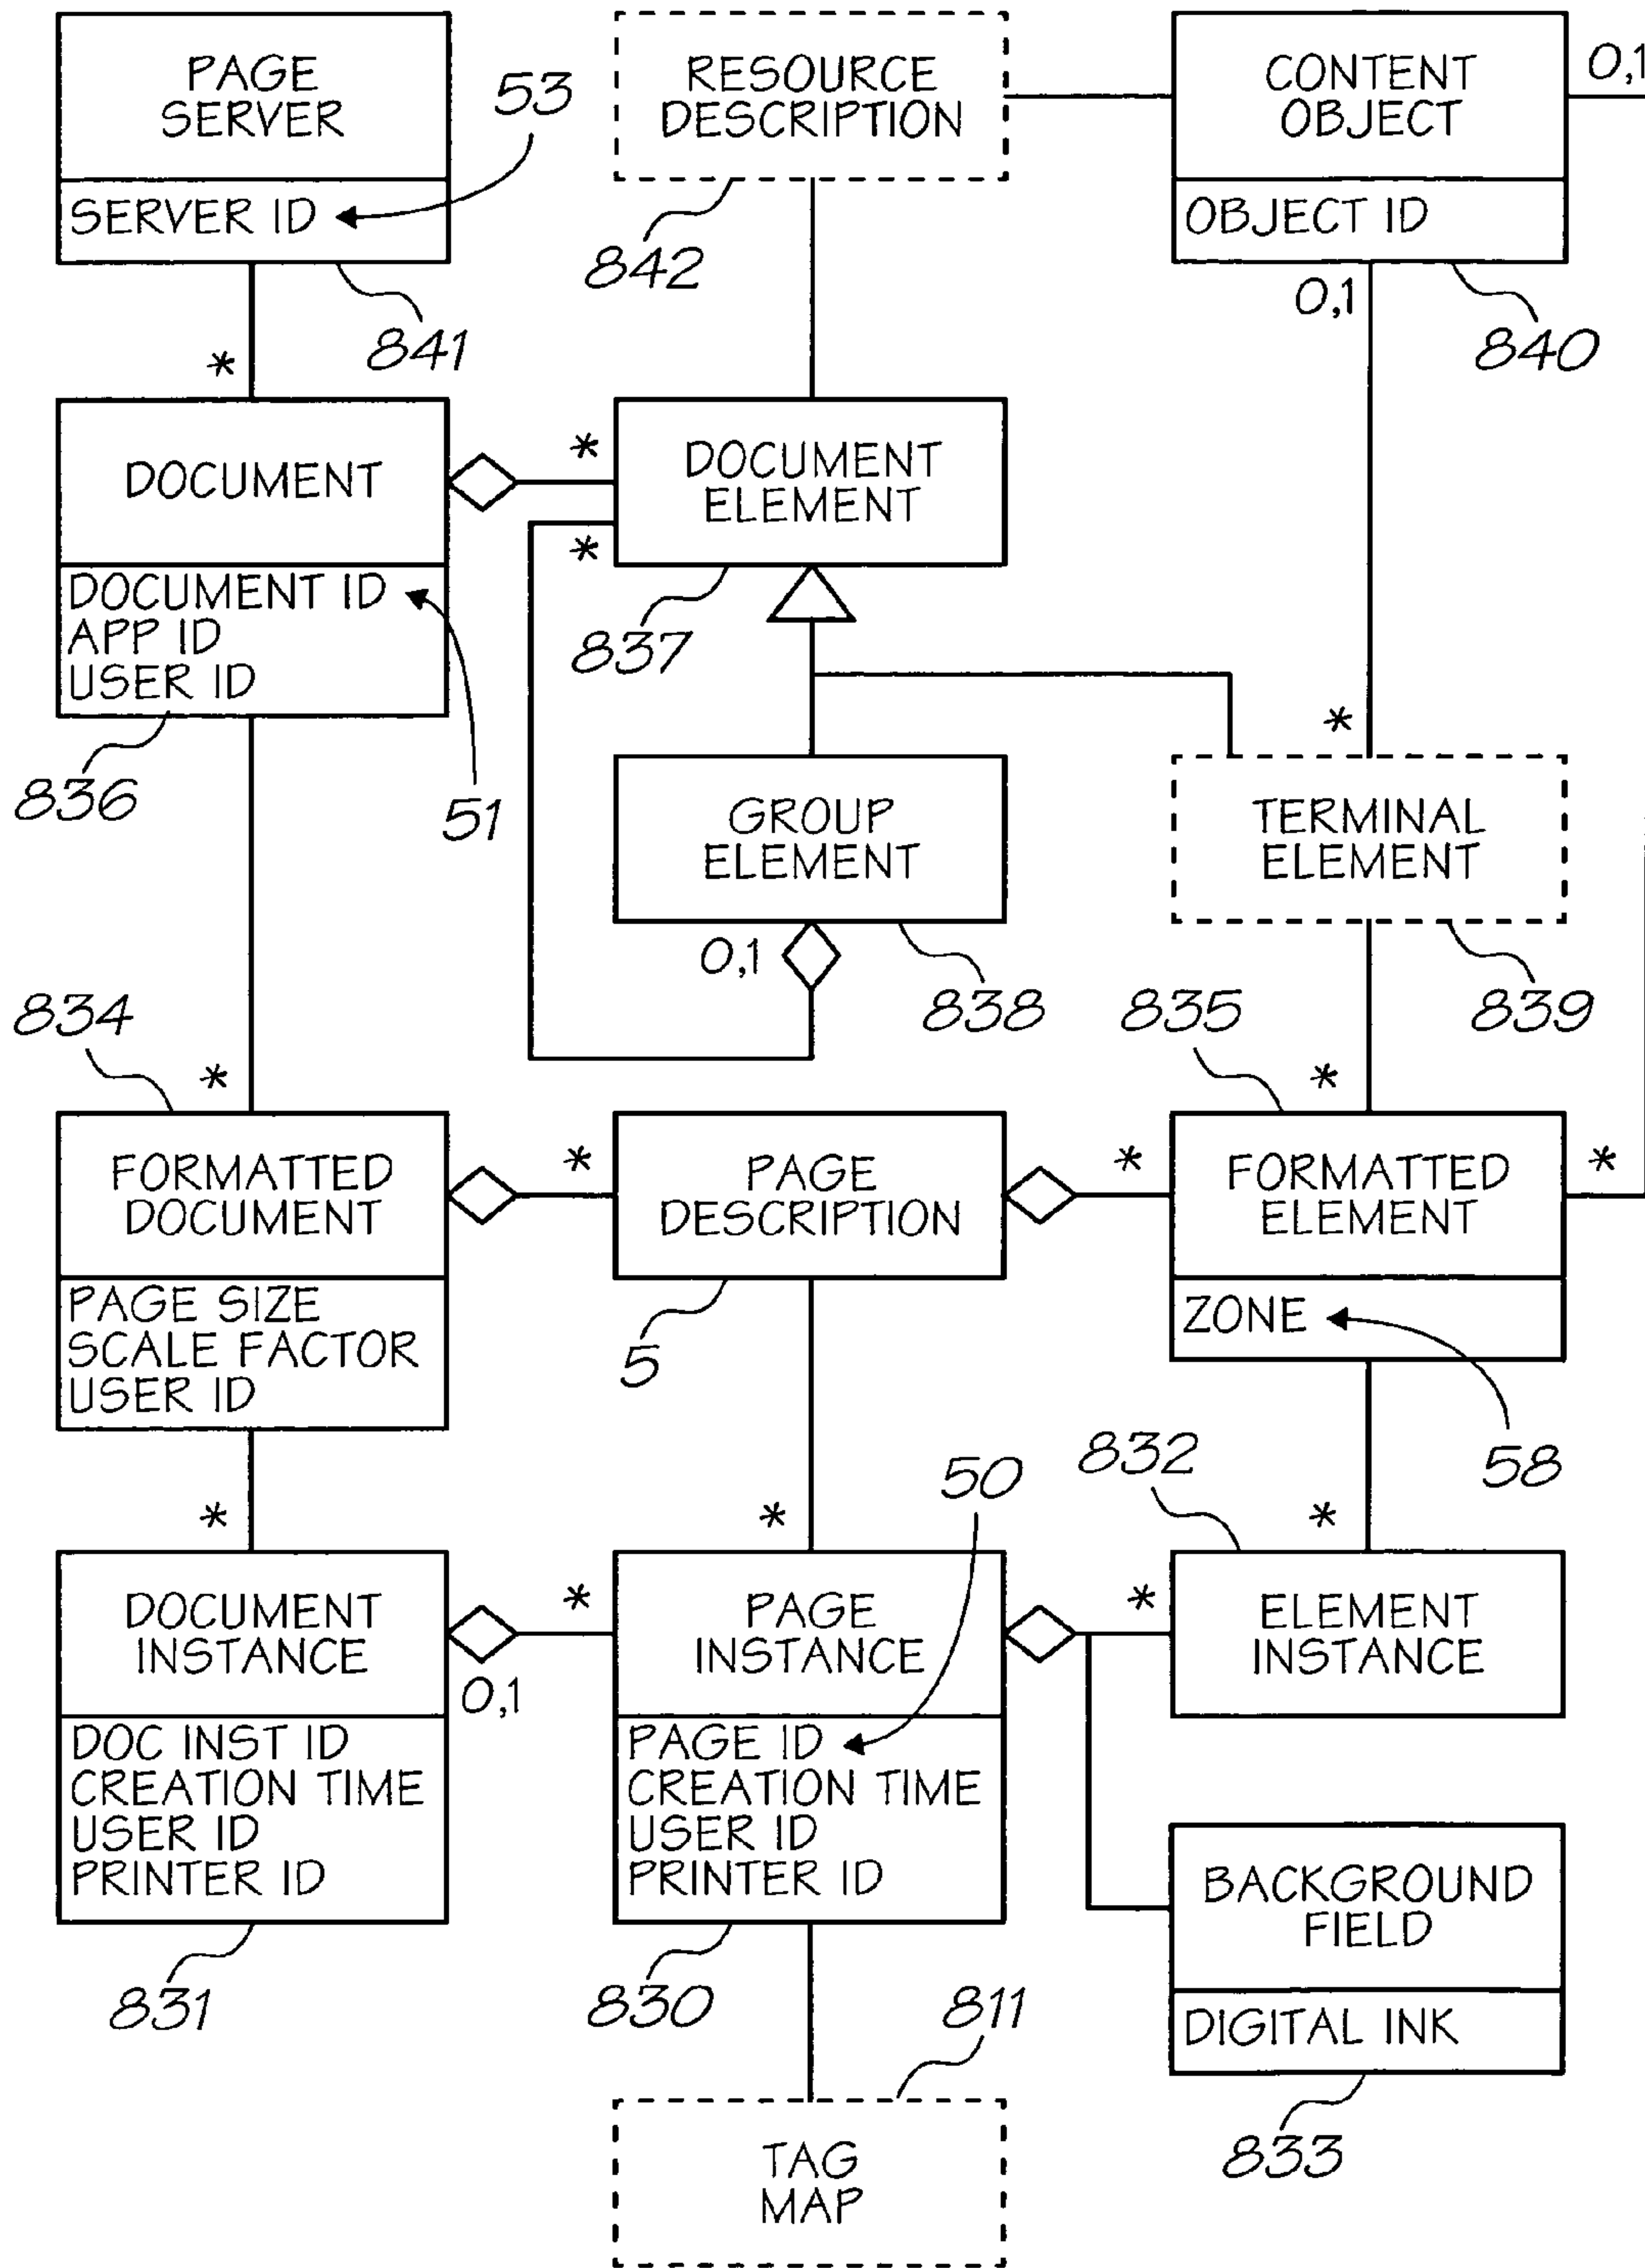 PAGE
SERVER
SERVER ID
53
841
RESOURCE
DESCRIPTION
842
CONTENT
OBJECT
OBJECT ID
0,1
0,1
840
*
DOCUMENT
DOCUMENT ID
APP ID
USER ID
836
51
*
*
DOCUMENT
ELEMENT
837
GROUP
ELEMENT
0,1
838
*
TERMINAL
ELEMENT
839
834
*
FORMATTED
DOCUMENT
PAGE SIZE
SCALE FACTOR
USER ID
*
PAGE
DESCRIPTION
5
835
*
*
*
FORMATTED
ELEMENT
ZONE
58
*
DOCUMENT
INSTANCE
0,1
DOC INST ID
CREATION TIME
USER ID
PRINTER ID
831
*
*
50
PAGE
INSTANCE
PAGE ID
CREATION TIME
USER ID
PRINTER ID
830
832
*
*
ELEMENT
INSTANCE
BACKGROUND
FIELD
DIGITAL INK
833
811
TAG
MAP